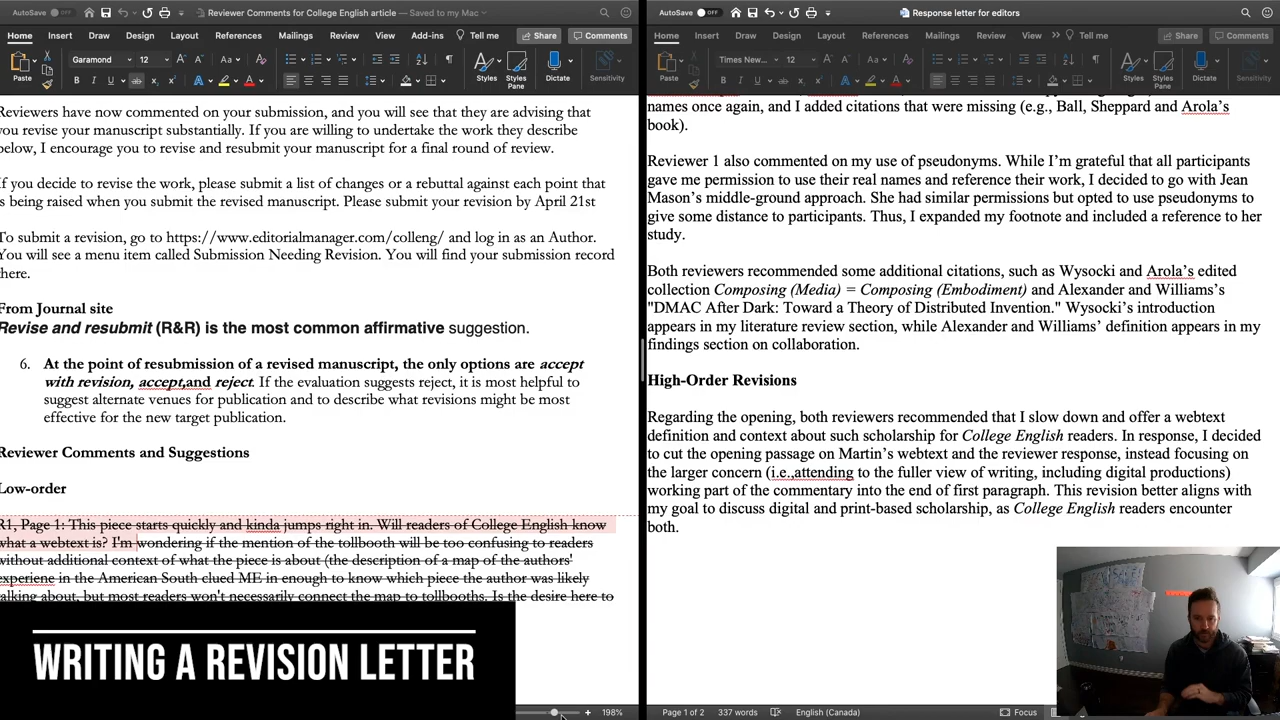 AutoSave OFF Reviewer Comments for College English article — Saved to my Mac
Home Insert Draw Design Layout References Mailings Review View Add-ins Tell me Share Comments
Garamond 12 Aa
Paste B I U ab x A A Styles Styles Pane Dictate Sensitivity
Reviewers have now commented on your submission, and you will see that they are advising that
you revise your manuscript substantially. If you are willing to undertake the work they describe
below, I encourage you to revise and resubmit your manuscript for a final round of review.
If you decide to revise the work, please submit a list of changes or a rebuttal against each point that
is being raised when you submit the revised manuscript. Please submit your revision by April 21st
To submit a revision, go to https://www.editorialmanager.com/colleng/ and log in as an Author.
You will see a menu item called Submission Needing Revision. You will find your submission record
there.
From Journal site
Revise and resubmit (R&R) is the most common affirmative suggestion.
6. At the point of resubmission of a revised manuscript, the only options are accept
with revision, accept,and reject. If the evaluation suggests reject, it is most helpful to
suggest alternate venues for publication and to describe what revisions might be most
effective for the new target publication.
Reviewer Comments and Suggestions
Low-order
R1, Page 1: This piece starts quickly and kinda jumps right in. Will readers of College English know
what a webtext is? I'm wondering if the mention of the tollbooth will be too confusing to readers
without additional context of what the piece is about (the description of a map of the authors'
experiene in the American South clued ME in enough to know which piece the author was likely
talking about, but most readers won't necessarily connect the map to tollbooths. Is the desire here to
WRITING A REVISION LETTER
198%
AutoSave OFF Response letter for editors
Home Insert Draw Design Layout References Mailings Review View Tell me Share Comments
Times New... 12 Aa
Paste B I U ab x A A Styles Styles Pane Dictate Sensitivity
names once again, and I added citations that were missing (e.g., Ball, Sheppard and Arola’s
book).
Reviewer 1 also commented on my use of pseudonyms. While I’m grateful that all participants
gave me permission to use their real names and reference their work, I decided to go with Jean
Mason’s middle-ground approach. She had similar permissions but opted to use pseudonyms to
give some distance to participants. Thus, I expanded my footnote and included a reference to her
study.
Both reviewers recommended some additional citations, such as Wysocki and Arola’s edited
collection Composing (Media) = Composing (Embodiment) and Alexander and Williams’s
"DMAC After Dark: Toward a Theory of Distributed Invention." Wysocki’s introduction
appears in my literature review section, while Alexander and Williams’ definition appears in my
findings section on collaboration.
High-Order Revisions
Regarding the opening, both reviewers recommended that I slow down and offer a webtext
definition and context about such scholarship for College English readers. In response, I decided
to cut the opening passage on Martin’s webtext and the reviewer response, instead focusing on
the larger concern (i.e.,attending to the fuller view of writing, including digital productions)
working part of the commentary into the end of first paragraph. This revision better aligns with
my goal to discuss digital and print-based scholarship, as College English readers encounter
both.
Page 1 of 2 337 words English (Canada) Focus